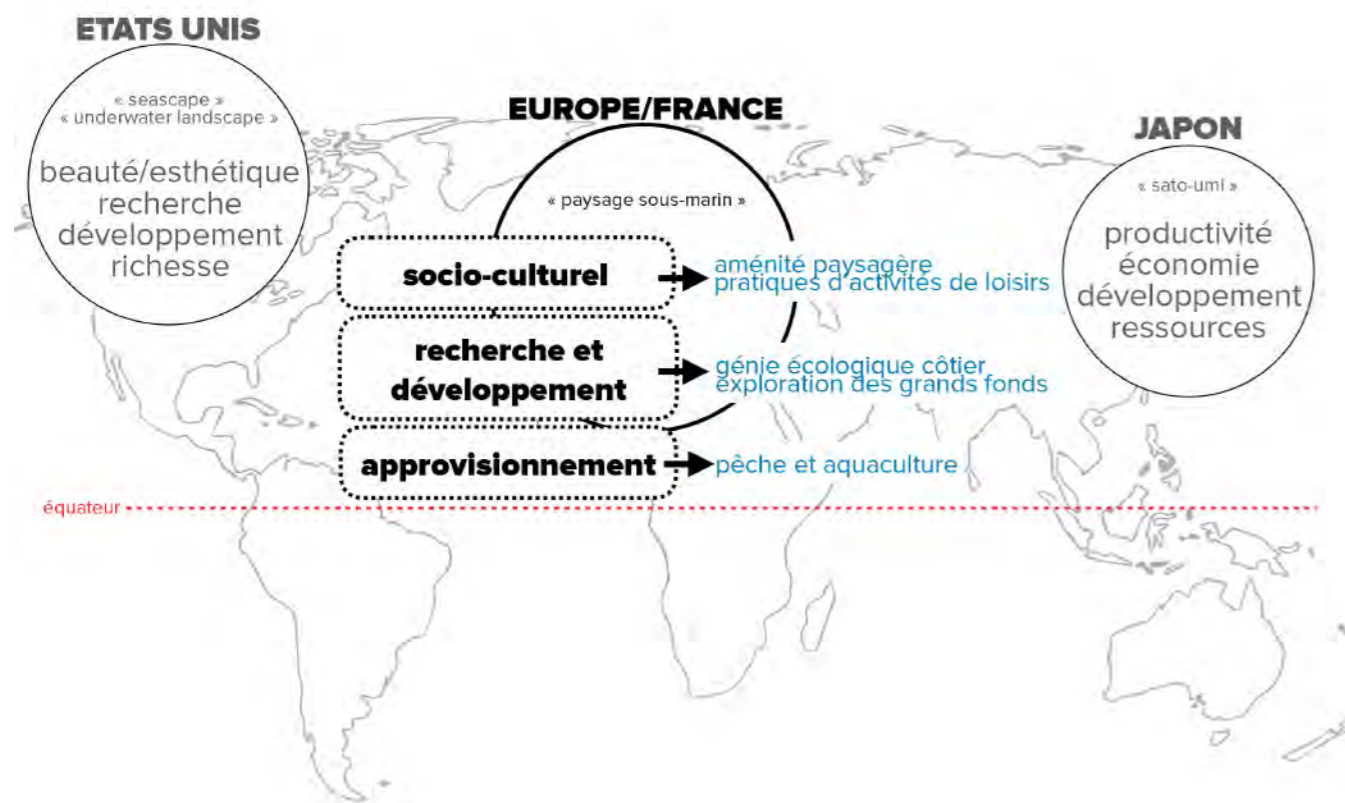 ETATS UNIS
« seascape »
« underwater landscape »
beauté/esthétique
recherche
développement
richesse
EUROPE/FRANCE
« paysage sous-marin »
socio-culturel
aménité paysagère
pratiques d'activités de loisirs
recherche et
développement
génie écologique côtier
exploration des grands fonds
approvisionnement
pêche et aquaculture
JAPON
« sato-umi »
productivité
économie
développement
ressources
équateur